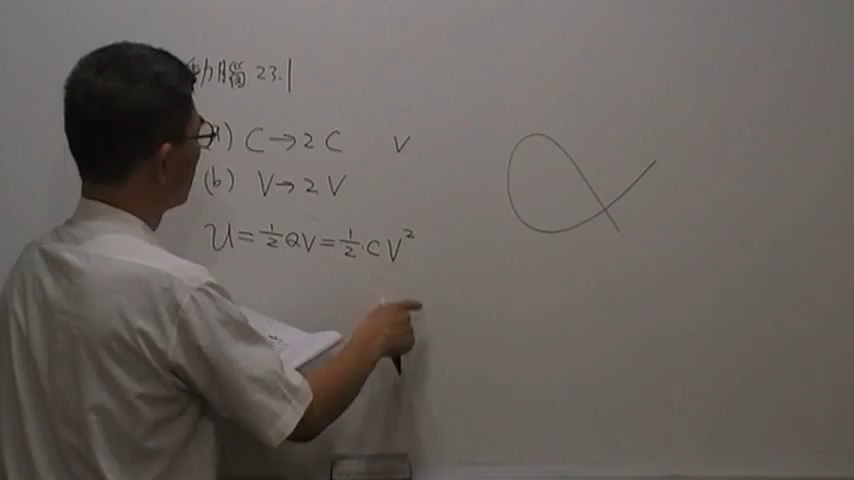 動腦 23.1
) C→2C V
(b) V→2V
U=½QV=½·CV²